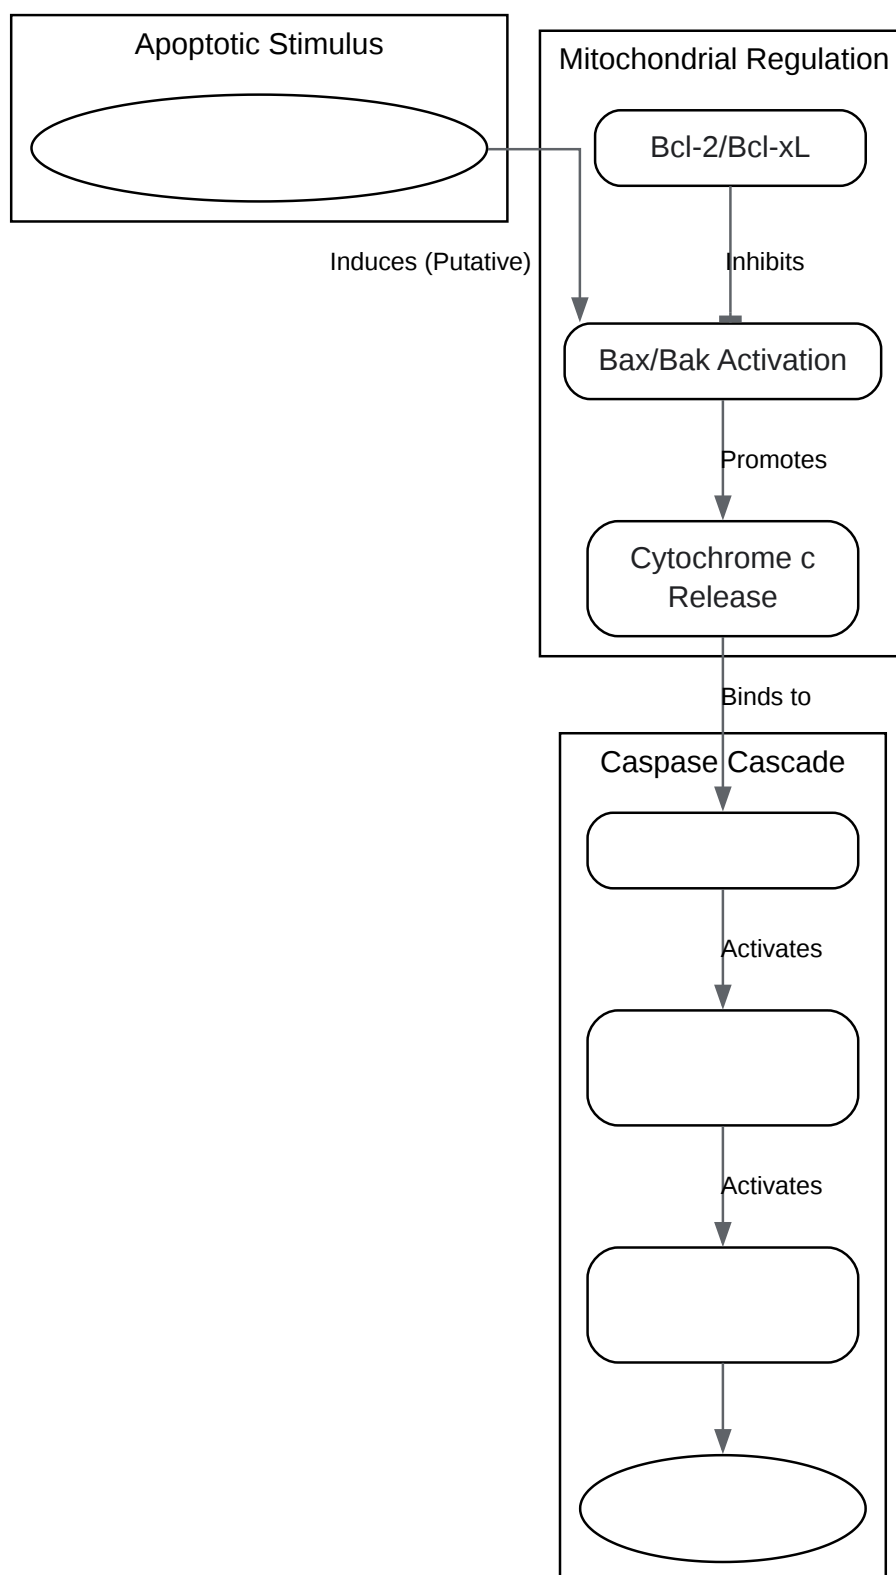 Apoptotic Stimulus
Mitochondrial Regulation
Bcl-2/Bcl-xL
Induces (Putative)
Inhibits
Bax/Bak Activation
Promotes
Cytochrome c
Release
Binds to
Caspase Cascade
Activates
Activates